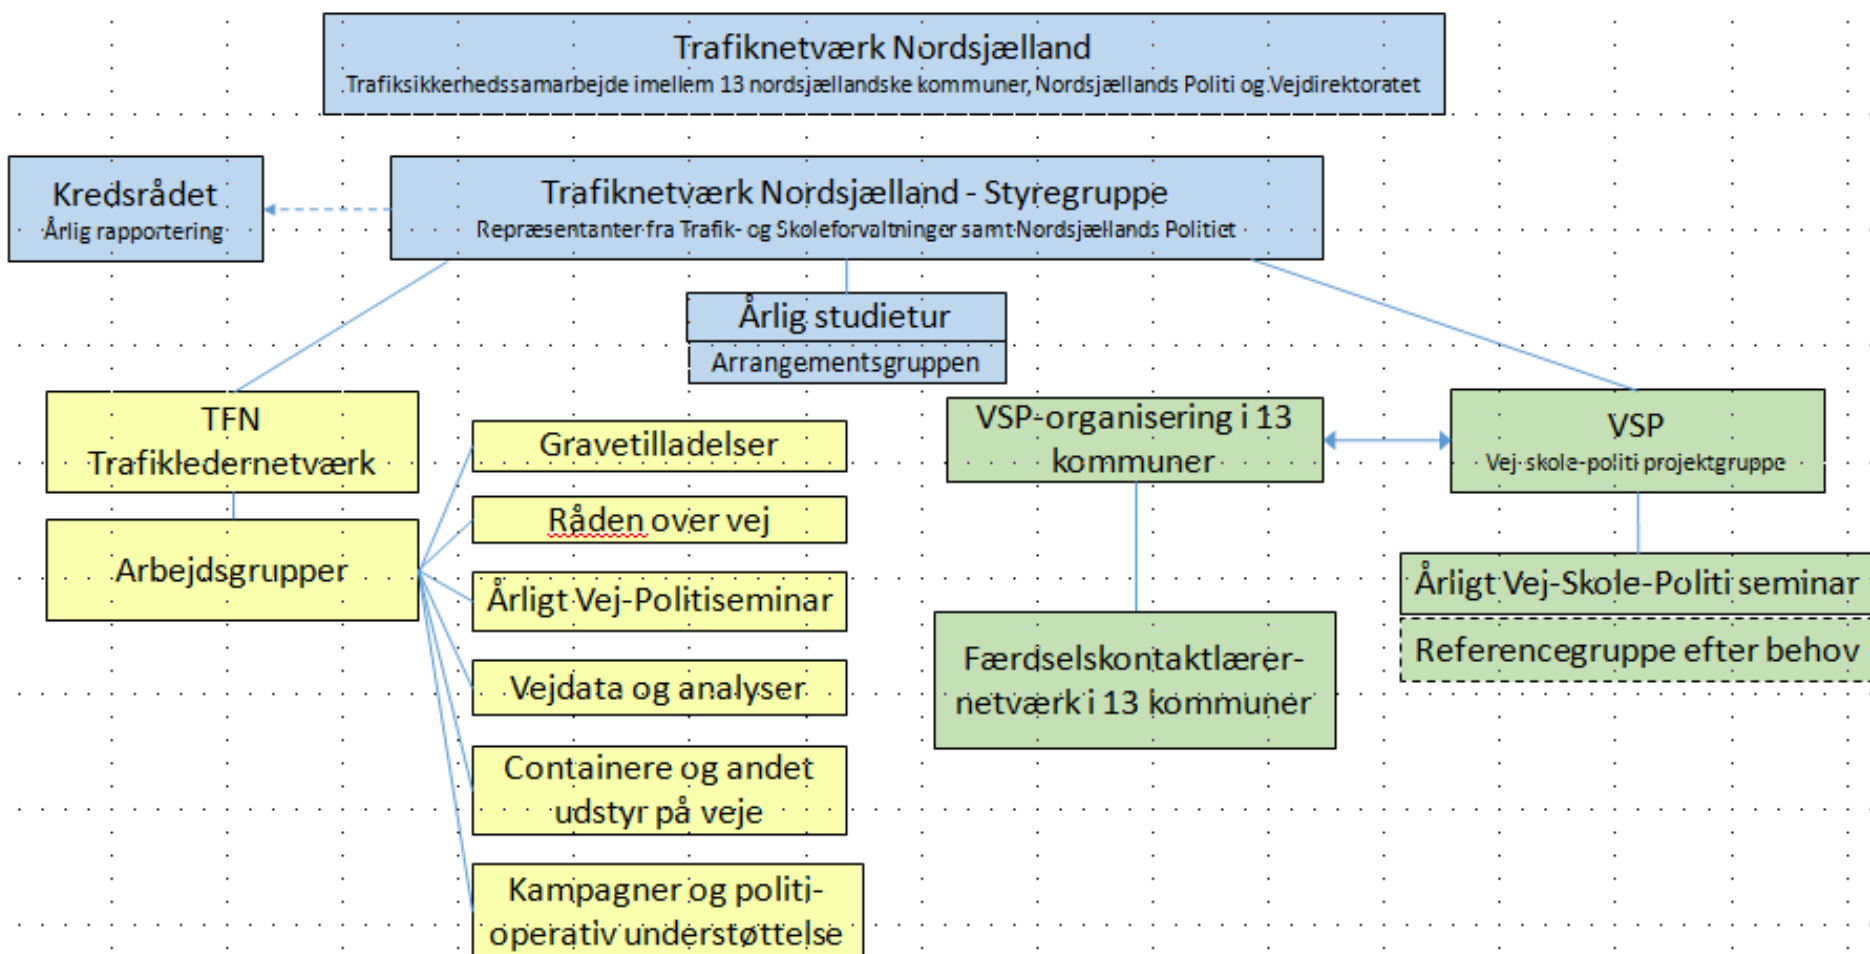 Trafiknetværk Nordsjælland
Trafiksikkerhedssamarbejde imellem 13 nordsjællandske kommuner, Nordsjællands Politi og Vejdirektoratet
Kredsrådet
Årlig rapportering
Trafiknetværk Nordsjælland - Styregruppe
Repræsentanter fra Trafik- og Skoleforvaltninger samt Nordsjællands Politiet
Årlig studietur
Arrangementsgruppen
TFN
Trafikledernetværk
Arbejdsgrupper
Gravetilladelser
Råden over vej
Årligt Vej-Politiseminar
Vejdata og analyser
Containere og andet
udstyr på veje
Kampagner og politi-
operativ understøttelse
VSP-organisering i 13
kommuner
Færdselskontaktlærer-
netværk i 13 kommuner
VSP
Vej-skole-politi projektgruppe
Årligt Vej-Skole-Politi seminar
Referencegruppe efter behov